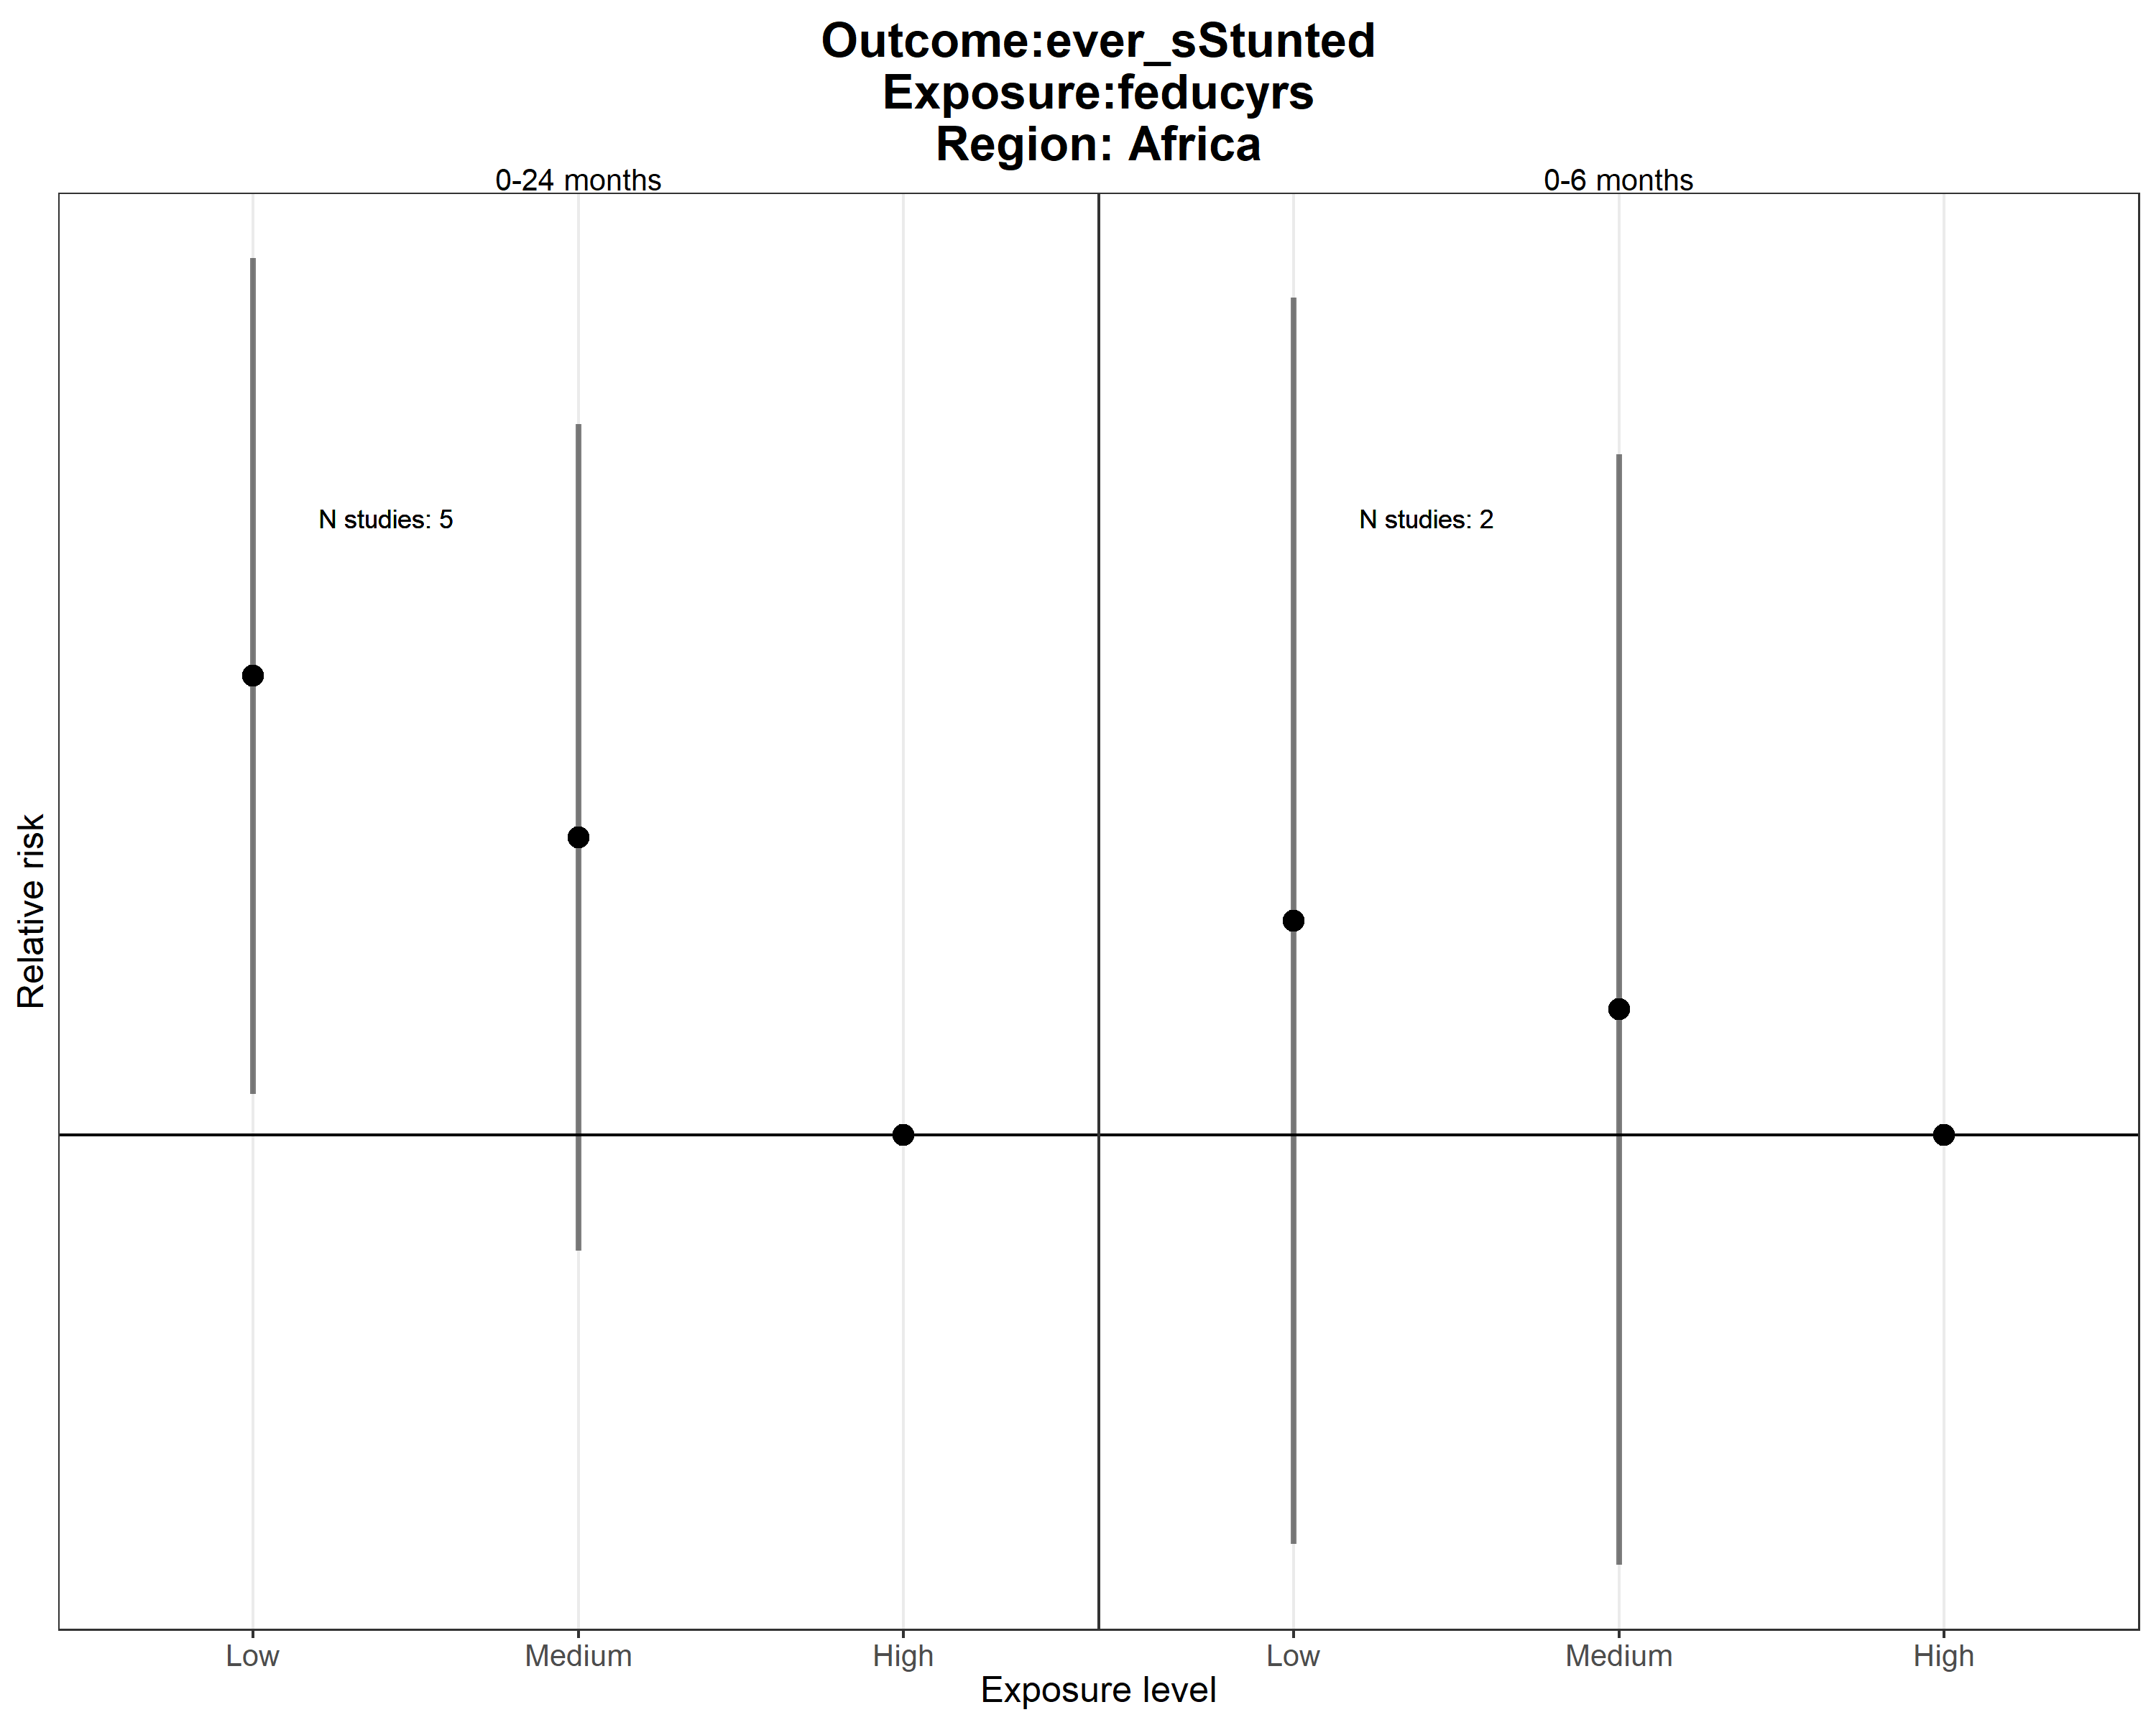 Outcome:ever_sStunted
Exposure:feducyrs
Region: Africa
0-24 months
0-6 months
N studies: 5
N studies: 2
Relative risk
Low
Medium
High
Low
Medium
High
Exposure level